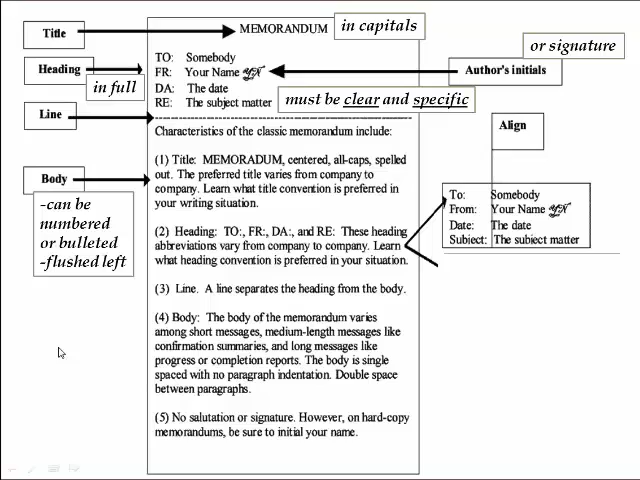 Title
MEMORANDUM
in capitals
or signature
TO: Somebody
Heading
FR: Your Name YN
Author's initials
in full
DA: The date
RE: The subject matter
must be clear and specific
Line
Align
Characteristics of the classic memorandum include:
(1) Title: MEMORADUM, centered, all-caps, spelled
out. The preferred title varies from company to
company. Learn what title convention is preferred in
your writing situation.
Body
-can be
numbered
or bulleted
-flushed left
To: Somebody
From: Your Name YN
Date: The date
Subject: The subject matter
(2) Heading: TO:, FR:, DA:, and RE: These heading
abbreviations vary from company to company. Learn
what heading convention is preferred in your situation.
(3) Line. A line separates the heading from the body.
(4) Body: The body of the memorandum varies
among short messages, medium-length messages like
confirmation summaries, and long messages like
progress or completion reports. The body is single
spaced with no paragraph indentation. Double space
between paragraphs.
(5) No salutation or signature. However, on hard-copy
memorandums, be sure to initial your name.